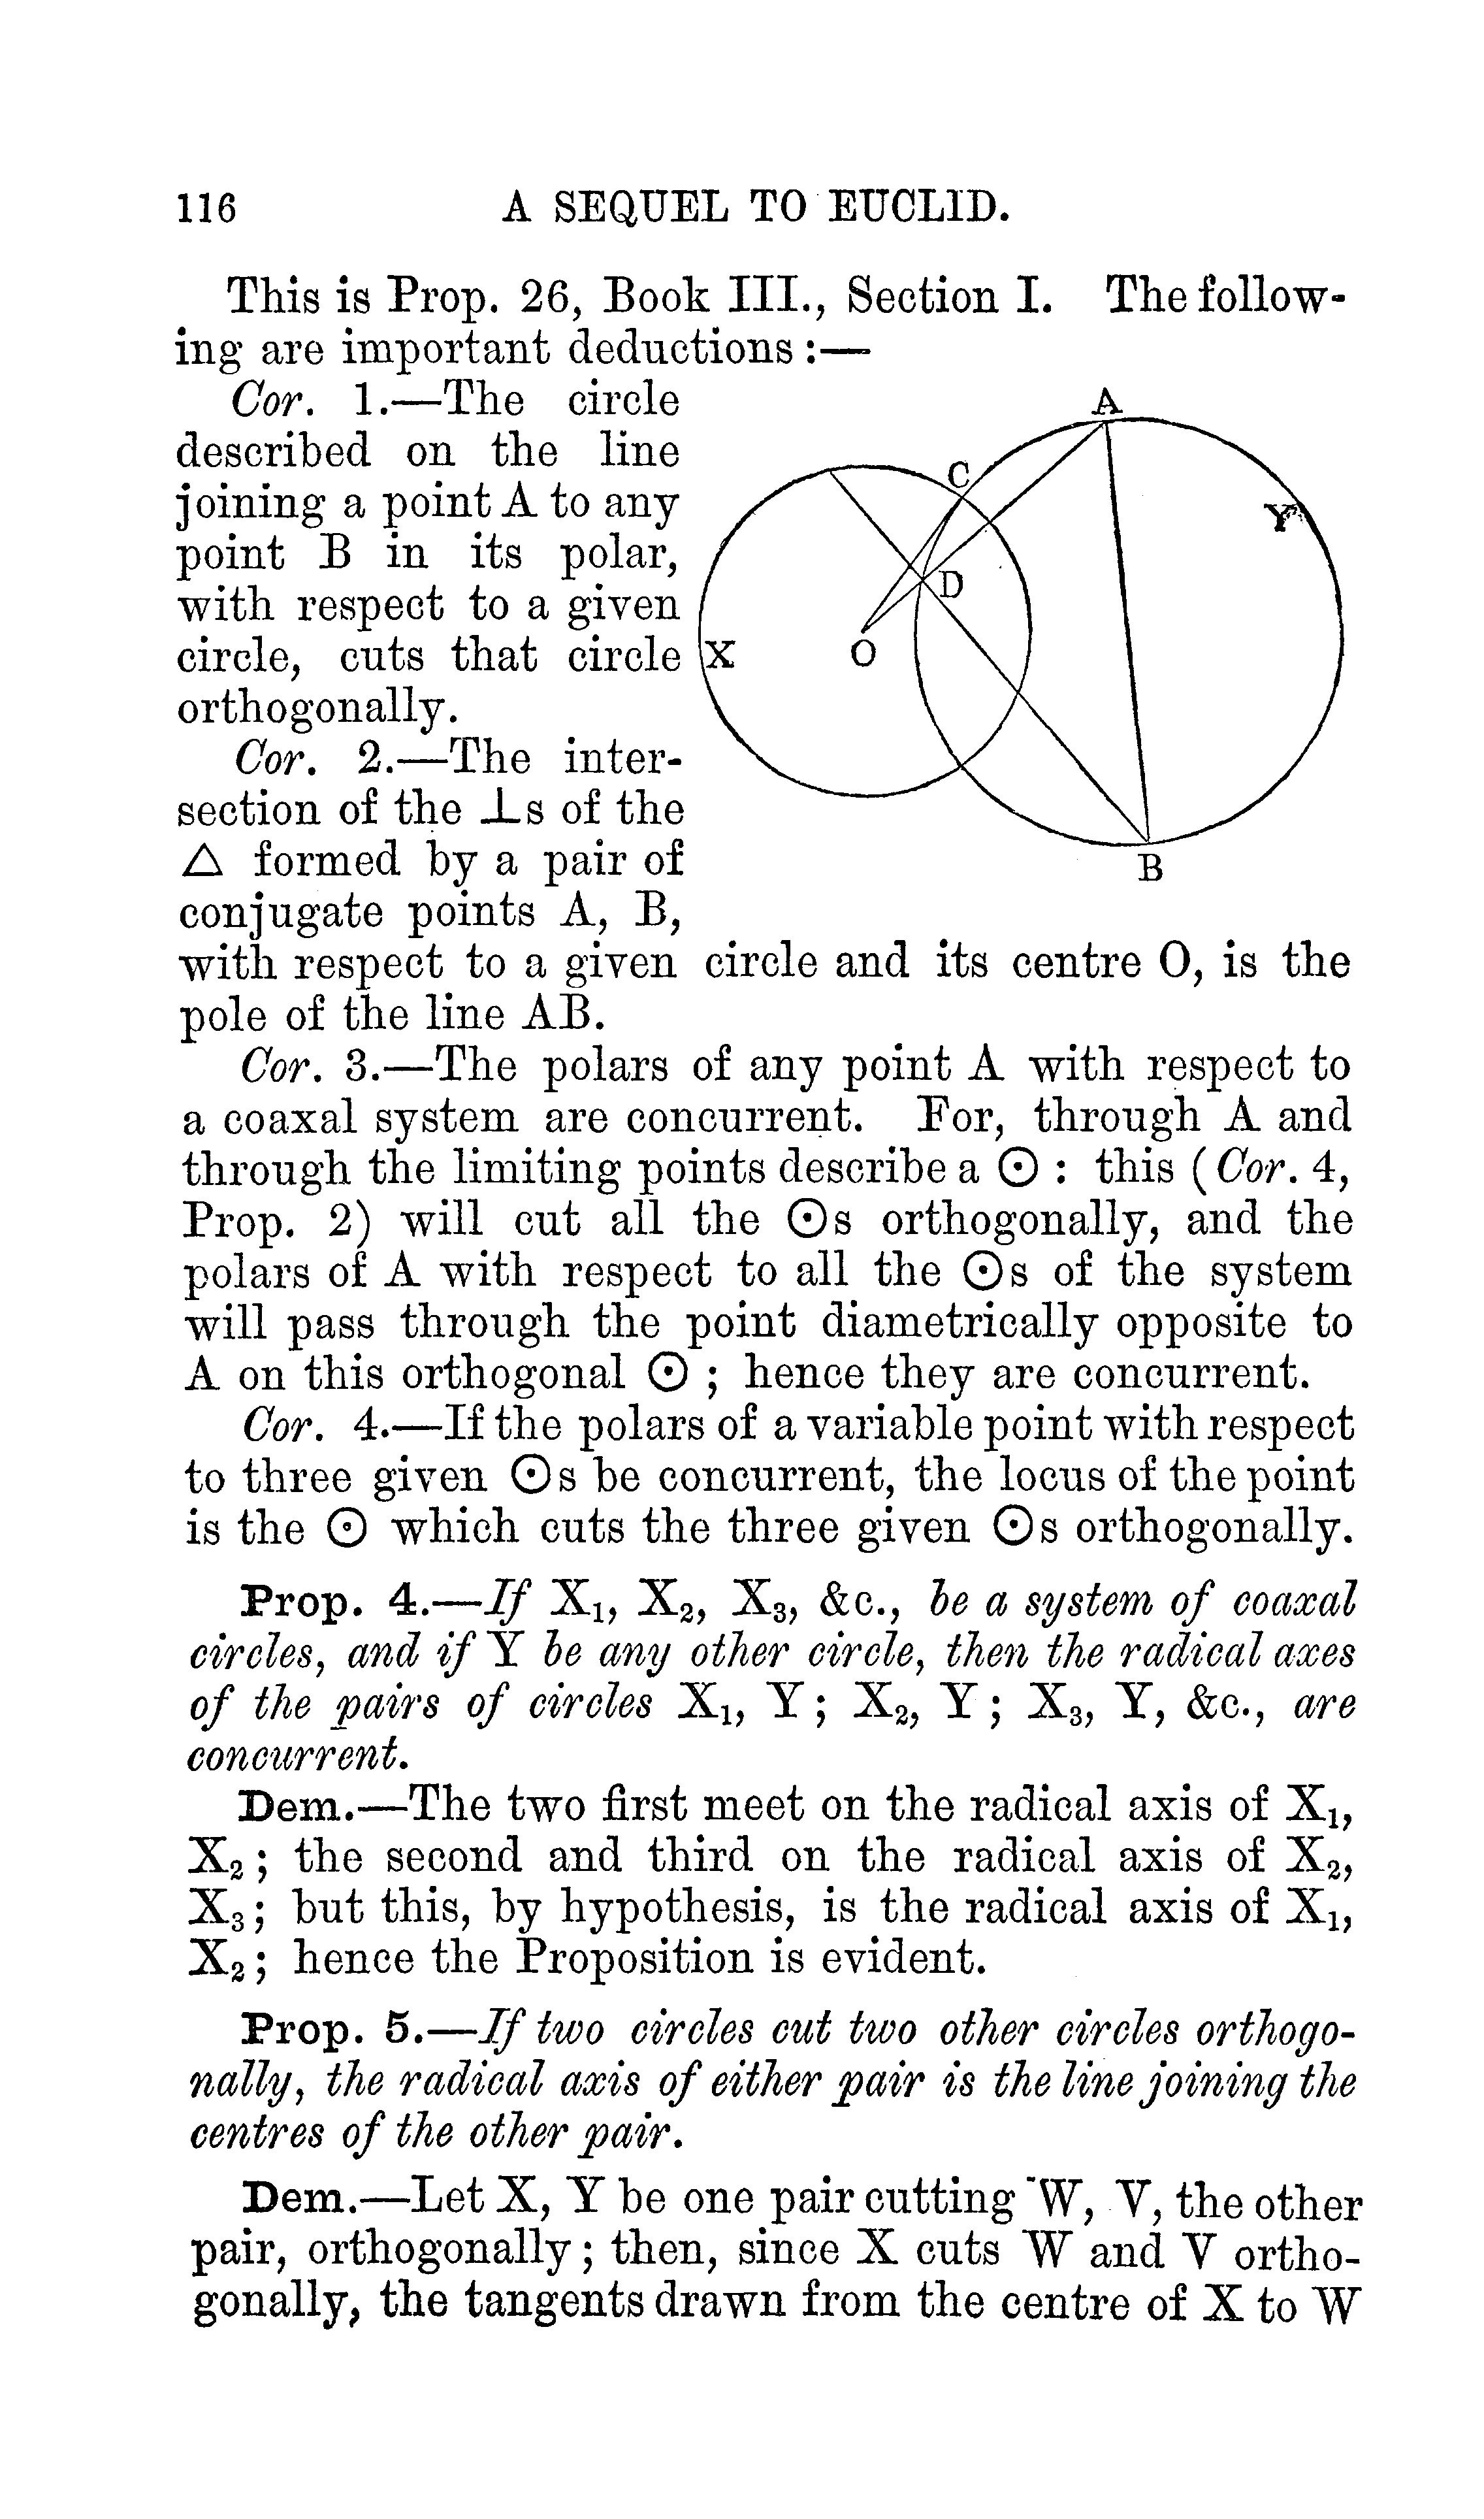 116 A SEQUEL TO EUCLID.
This is Prop. 26, Book III., Section I. The follow-
ing are important deductions :—
Cor. 1.—The circle
described on the line
joining a point A to any
point B in its polar,
with respect to a given
circle, cuts that circle
orthogonally.
Cor. 2.—The inter-
section of the ⊥s of the
△ formed by a pair of
conjugate points A, B,
A
C
Y
D
X
O
B
with respect to a given circle and its centre O, is the
pole of the line AB.
Cor. 3.—The polars of any point A with respect to
a coaxal system are concurrent. For, through A and
through the limiting points describe a ⊙ : this (Cor. 4,
Prop. 2) will cut all the ⊙s orthogonally, and the
polars of A with respect to all the ⊙s of the system
will pass through the point diametrically opposite to
A on this orthogonal ⊙ ; hence they are concurrent.
Cor. 4.—If the polars of a variable point with respect
to three given ⊙s be concurrent, the locus of the point
is the ⊙ which cuts the three given ⊙s orthogonally.
Prop. 4.—If X₁, X₂, X₃, &c., be a system of coaxal
circles, and if Y be any other circle, then the radical axes
of the pairs of circles X₁, Y ; X₂, Y ; X₃, Y, &c., are
concurrent.
Dem.—The two first meet on the radical axis of X₁,
X₂ ; the second and third on the radical axis of X₂,
X₃ ; but this, by hypothesis, is the radical axis of X₁,
X₂ ; hence the Proposition is evident.
Prop. 5.—If two circles cut two other circles orthogo-
nally, the radical axis of either pair is the line joining the
centres of the other pair.
Dem.—Let X, Y be one pair cutting W, V, the other
pair, orthogonally ; then, since X cuts W and V ortho-
gonally, the tangents drawn from the centre of X to W